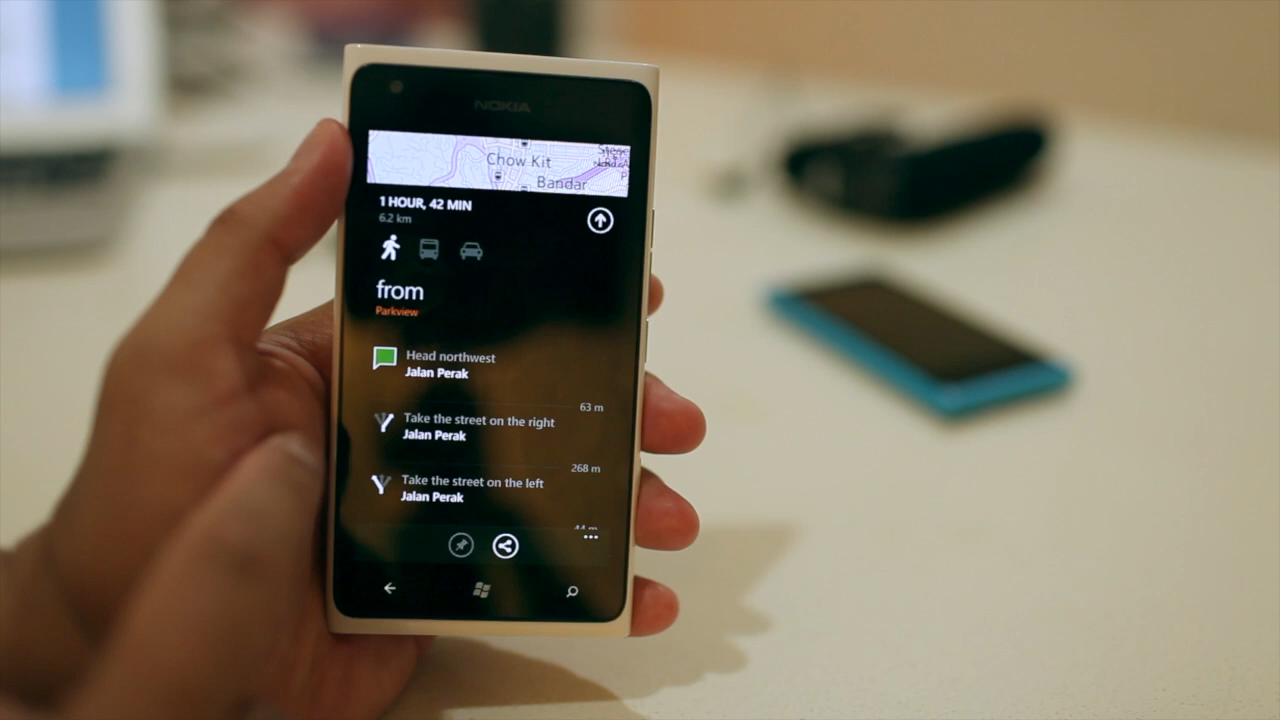 NOKIA
Chow Kit
Bandar
1 HOUR, 42 MIN
6.2 km
from
Parkview
Head northwest
Jalan Perak
63 m
Take the street on the right
Jalan Perak
268 m
Take the street on the left
Jalan Perak
44 m